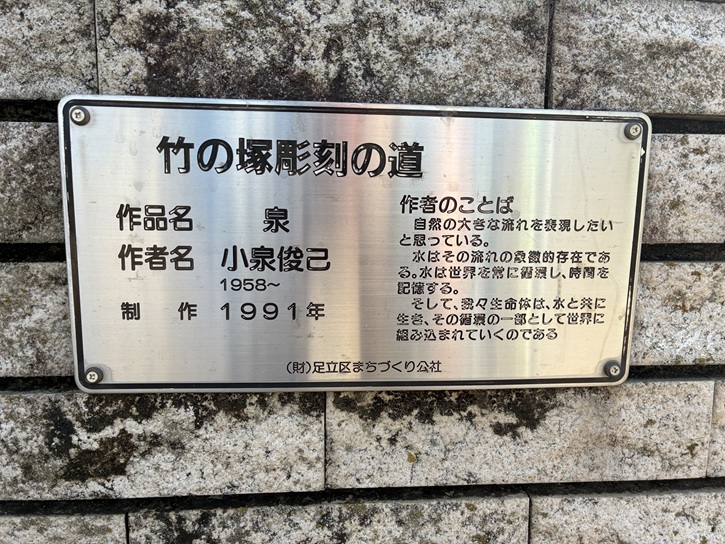 竹の塚彫刻の道
作品名 泉
作者名 小泉俊己
1958〜
制作 1991年
作者のことば
自然の大きな流れを表現したい
と思っている。
水はその流れの象徴的存在であ
る。水は世界を常に循環し、時間を
記憶する。
そして、我々生命体は、水と共に
生き、その循環の一部として世界に
組み込まれていくのである
(財)足立区まちづくり公社